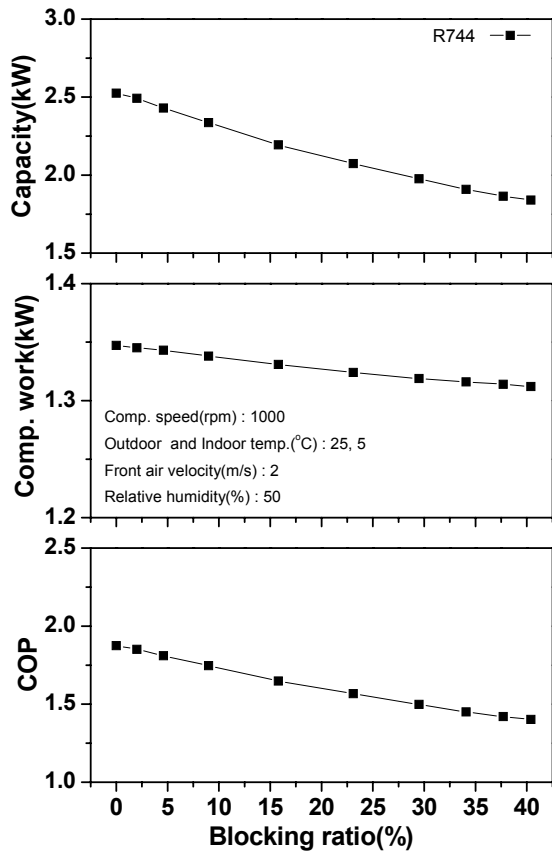 3.0
R744
2.5
2.0
1.5
Capacity(kW)
1.4
1.3
1.2
Comp. work(kW)
Comp. speed(rpm) : 1000
Outdoor and Indoor temp.(°C) : 25, 5
Front air velocity(m/s) : 2
Relative humidity(%) : 50
2.5
2.0
1.5
1.0
COP
0 5 10 15 20 25 30 35 40
Blocking ratio(%)